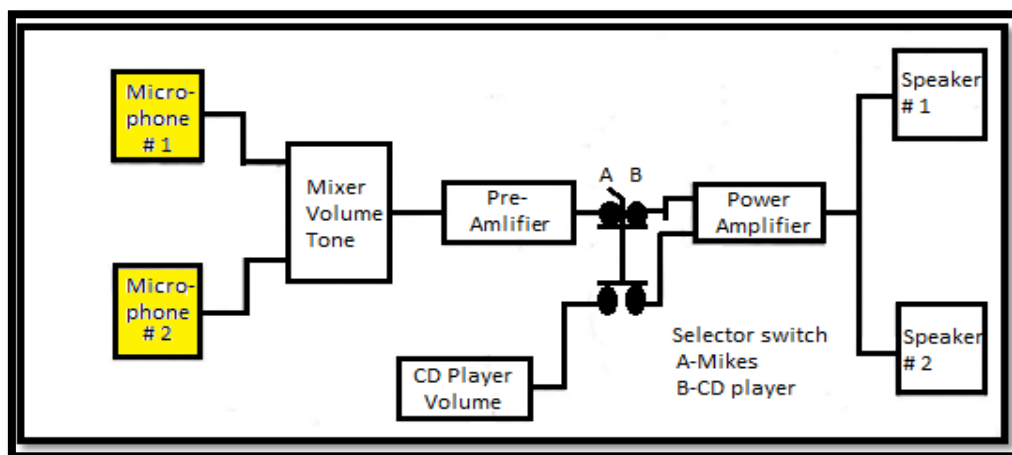 Micro-
phone
# 1
Micro-
phone
# 2
Mixer
Volume
Tone
Pre-
Amlifier
A B
Power
Amplifier
CD Player
Volume
Selector switch
A-Mikes
B-CD player
Speaker
# 1
Speaker
# 2